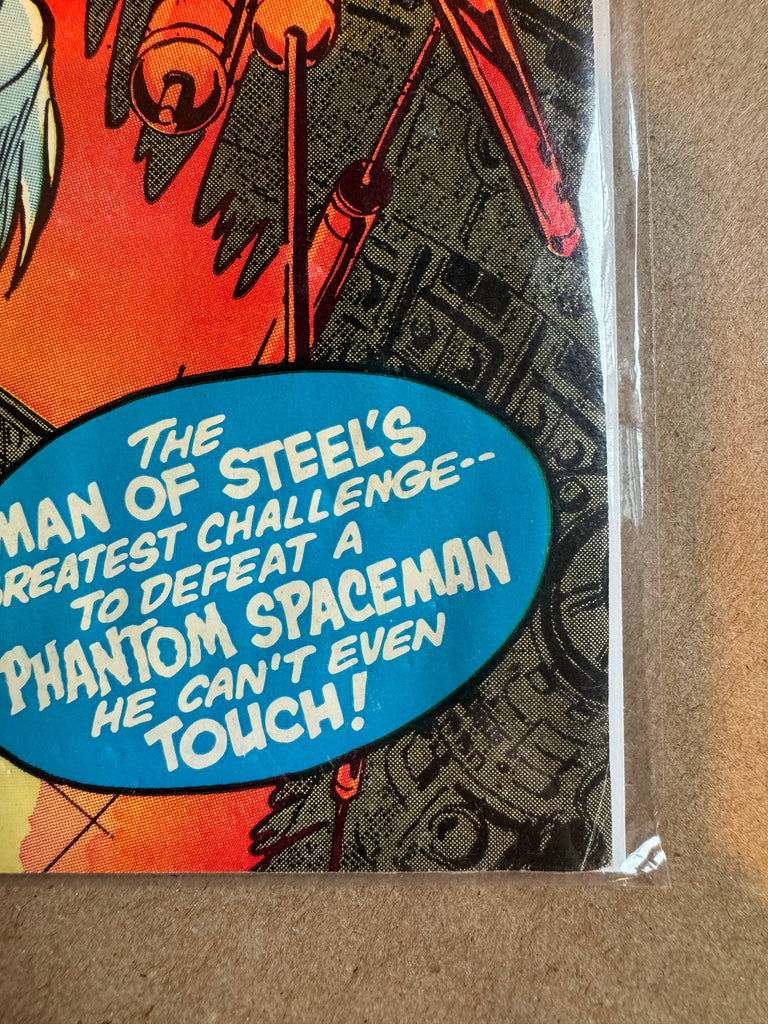 THE
MAN OF STEEL'S
GREATEST CHALLENGE--
TO DEFEAT A
PHANTOM SPACEMAN
HE CAN'T EVEN
TOUCH!